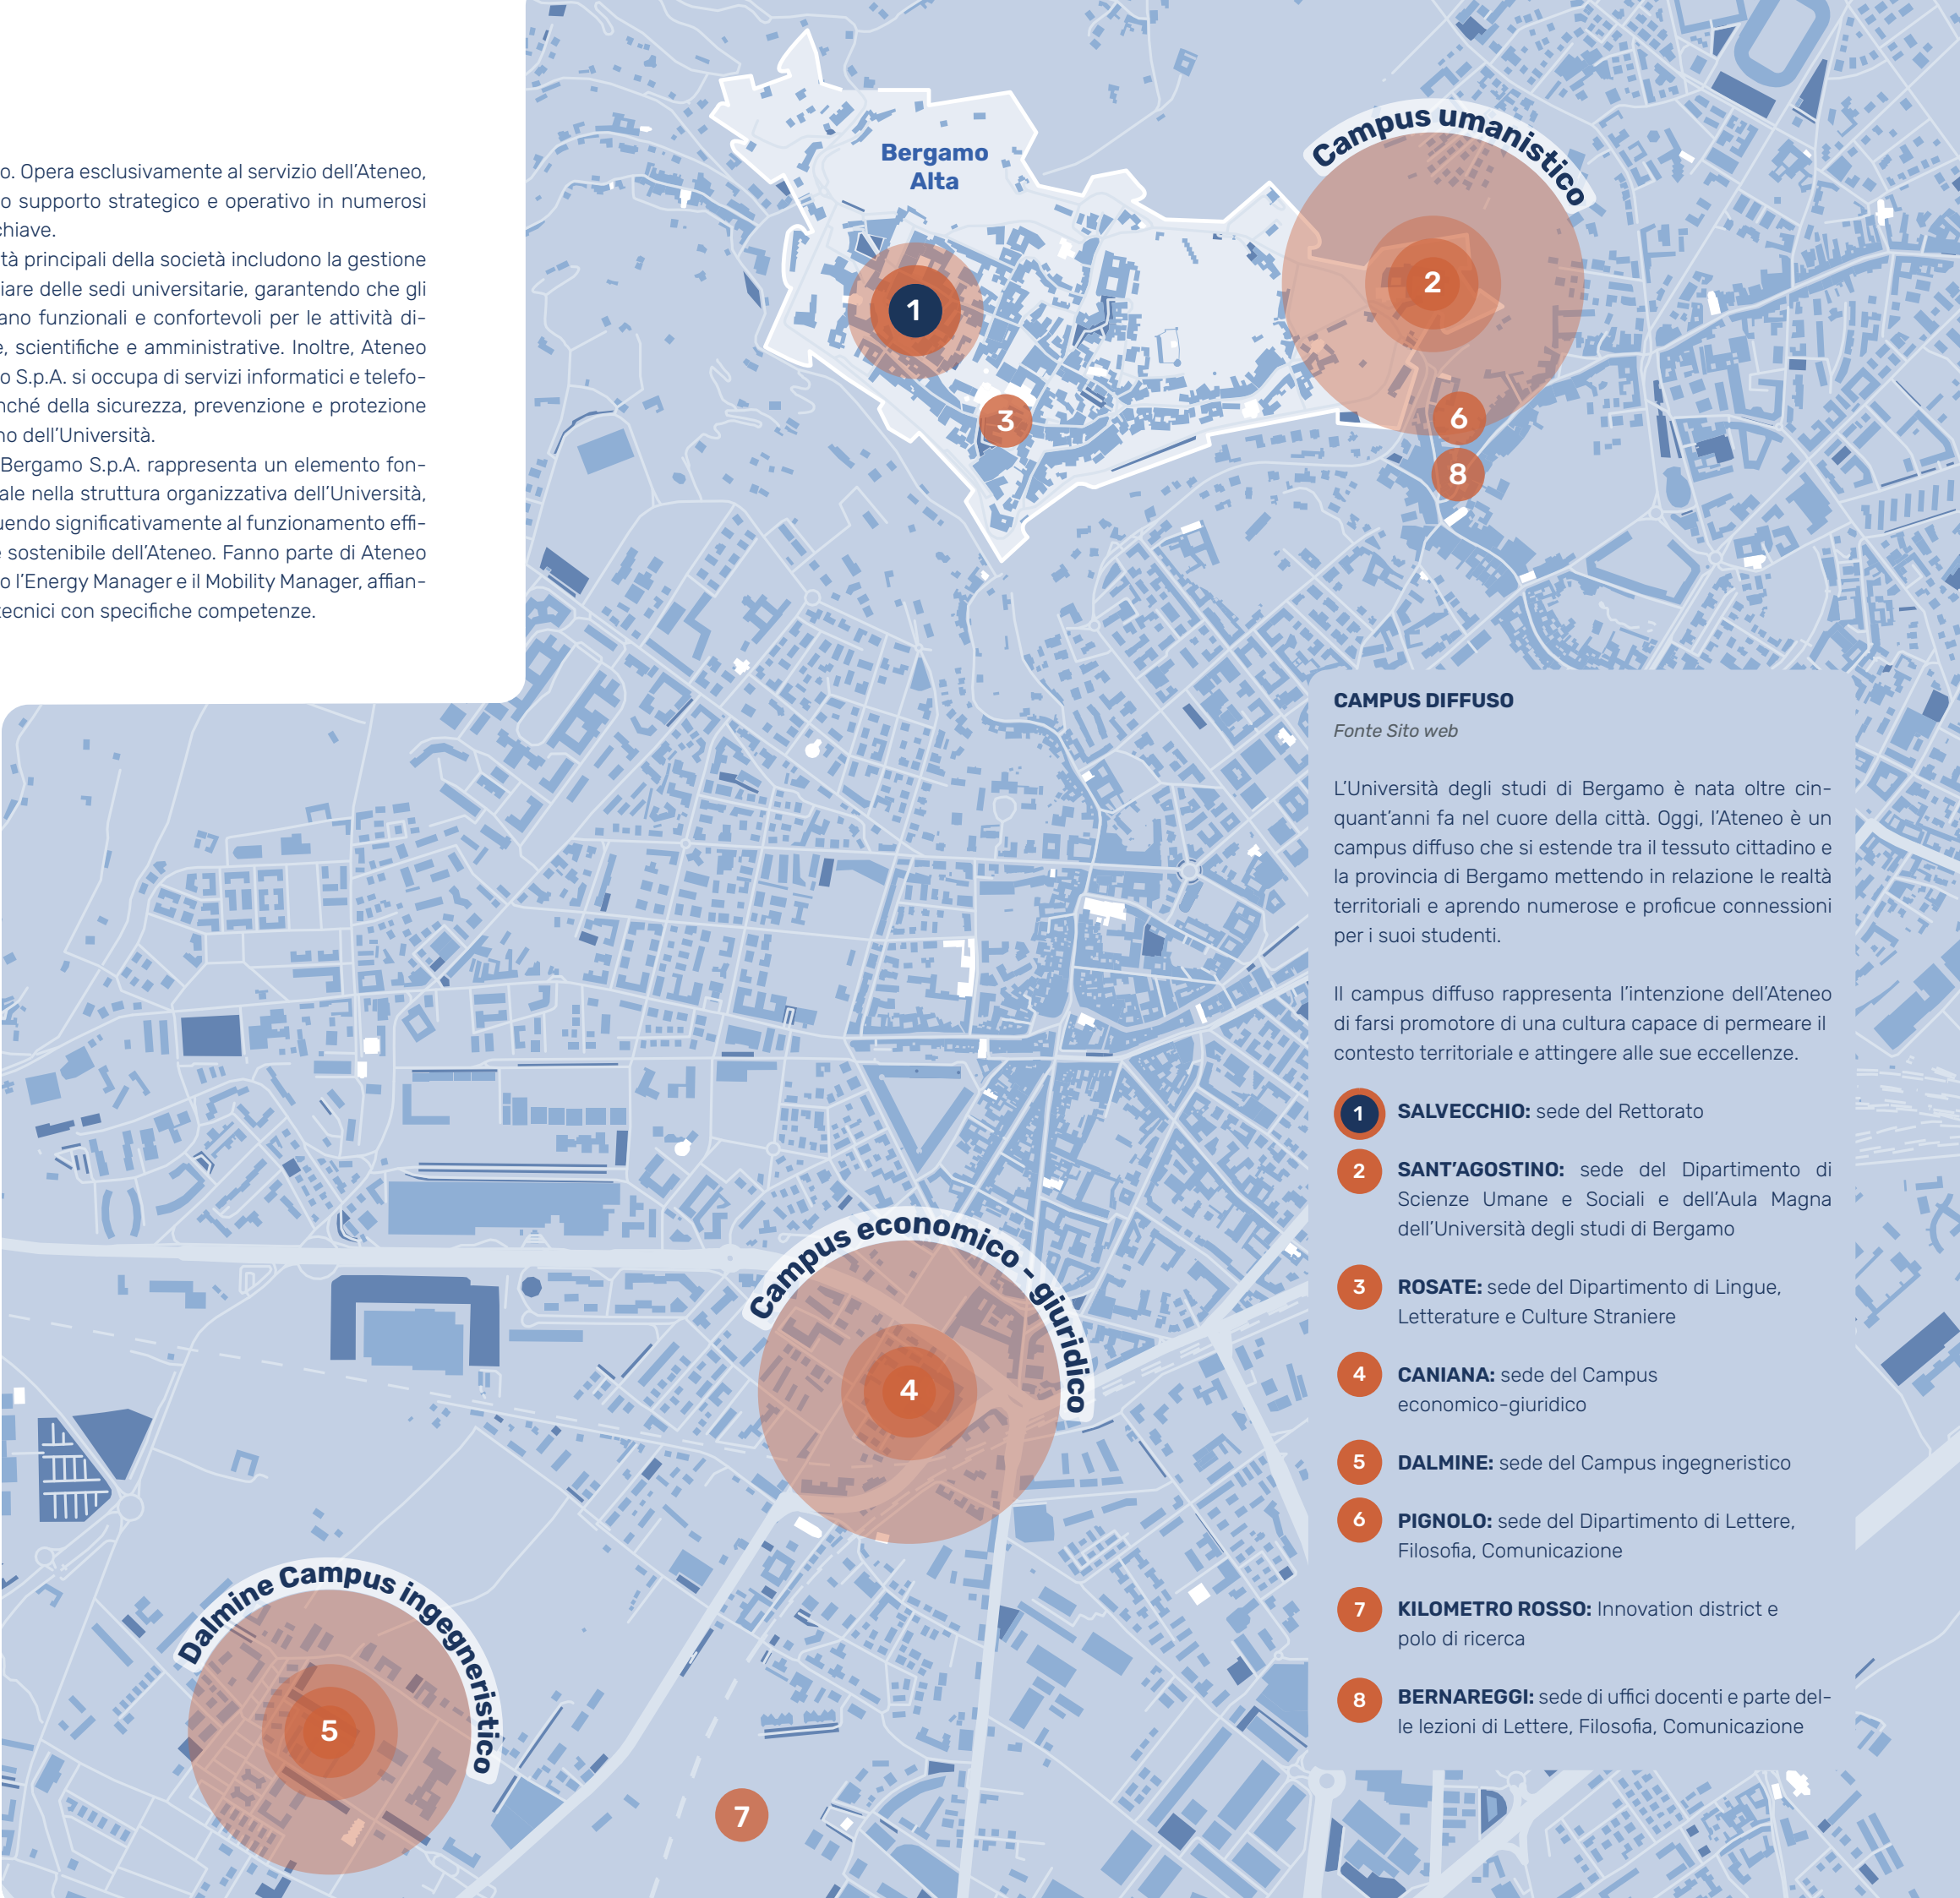 o. Opera esclusivamente al servizio dell'Ateneo,
o supporto strategico e operativo in numerosi
chiave.
tà principali della società includono la gestione
iare delle sedi universitarie, garantendo che gli
ano funzionali e confortevoli per le attività di-
e, scientifiche e amministrative. Inoltre, Ateneo
o S.p.A. si occupa di servizi informatici e telefo-
nché della sicurezza, prevenzione e protezione
no dell'Università.
Bergamo S.p.A. rappresenta un elemento fon-
ale nella struttura organizzativa dell'Università,
uendo significativamente al funzionamento effi-
e sostenibile dell'Ateneo. Fanno parte di Ateneo
o l'Energy Manager e il Mobility Manager, affian-
tecnici con specifiche competenze.
Bergamo
Alta
Campus umanistico
1
2
3
6
8
Campus economico - giuridico
4
Dalmine Campus ingegneristico
5
7
CAMPUS DIFFUSO
Fonte Sito web
L'Università degli studi di Bergamo è nata oltre cin-
quant'anni fa nel cuore della città. Oggi, l'Ateneo è un
campus diffuso che si estende tra il tessuto cittadino e
la provincia di Bergamo mettendo in relazione le realtà
territoriali e aprendo numerose e proficue connessioni
per i suoi studenti.
Il campus diffuso rappresenta l'intenzione dell'Ateneo
di farsi promotore di una cultura capace di permeare il
contesto territoriale e attingere alle sue eccellenze.
1 SALVECCHIO: sede del Rettorato
2 SANT'AGOSTINO: sede del Dipartimento di
Scienze Umane e Sociali e dell'Aula Magna
dell'Università degli studi di Bergamo
3 ROSATE: sede del Dipartimento di Lingue,
Letterature e Culture Straniere
4 CANIANA: sede del Campus
economico-giuridico
5 DALMINE: sede del Campus ingegneristico
6 PIGNOLO: sede del Dipartimento di Lettere,
Filosofia, Comunicazione
7 KILOMETRO ROSSO: Innovation district e
polo di ricerca
8 BERNAREGGI: sede di uffici docenti e parte del-
le lezioni di Lettere, Filosofia, Comunicazione